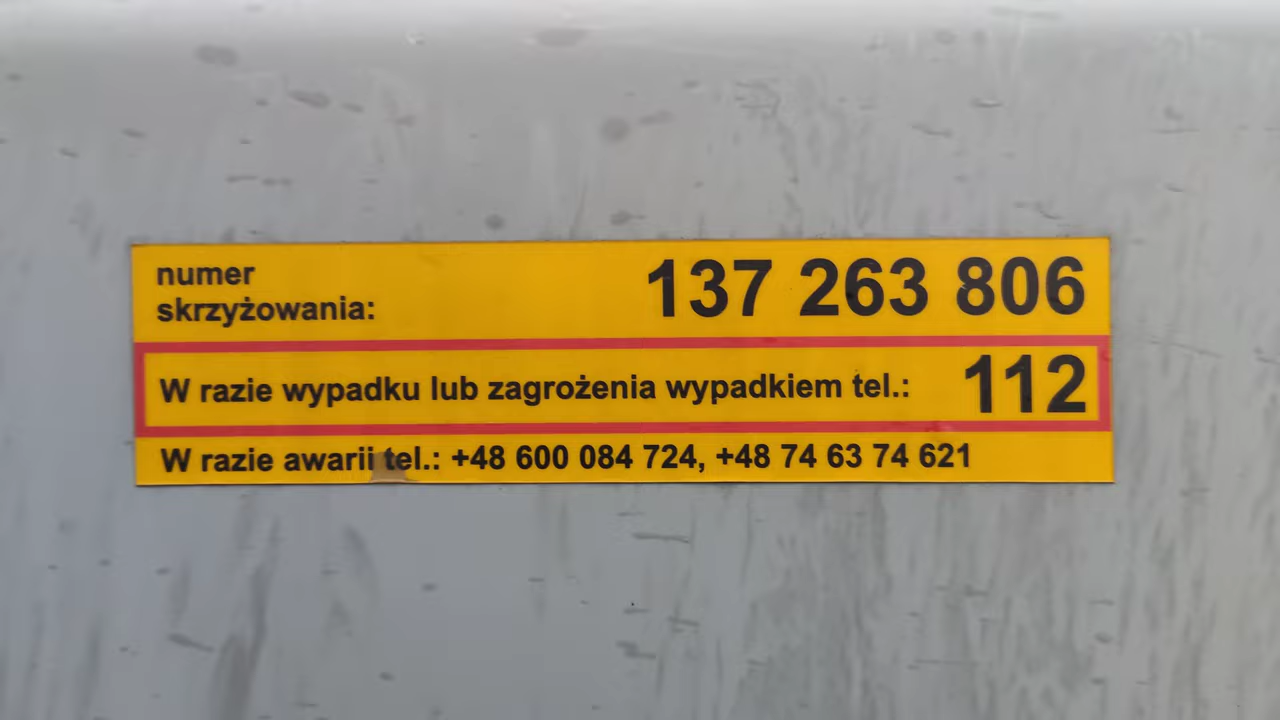 numer
skrzyżowania: 137 263 806
W razie wypadku lub zagrożenia wypadkiem tel.: 112
W razie awarii tel.: +48 600 084 724, +48 74 63 74 621